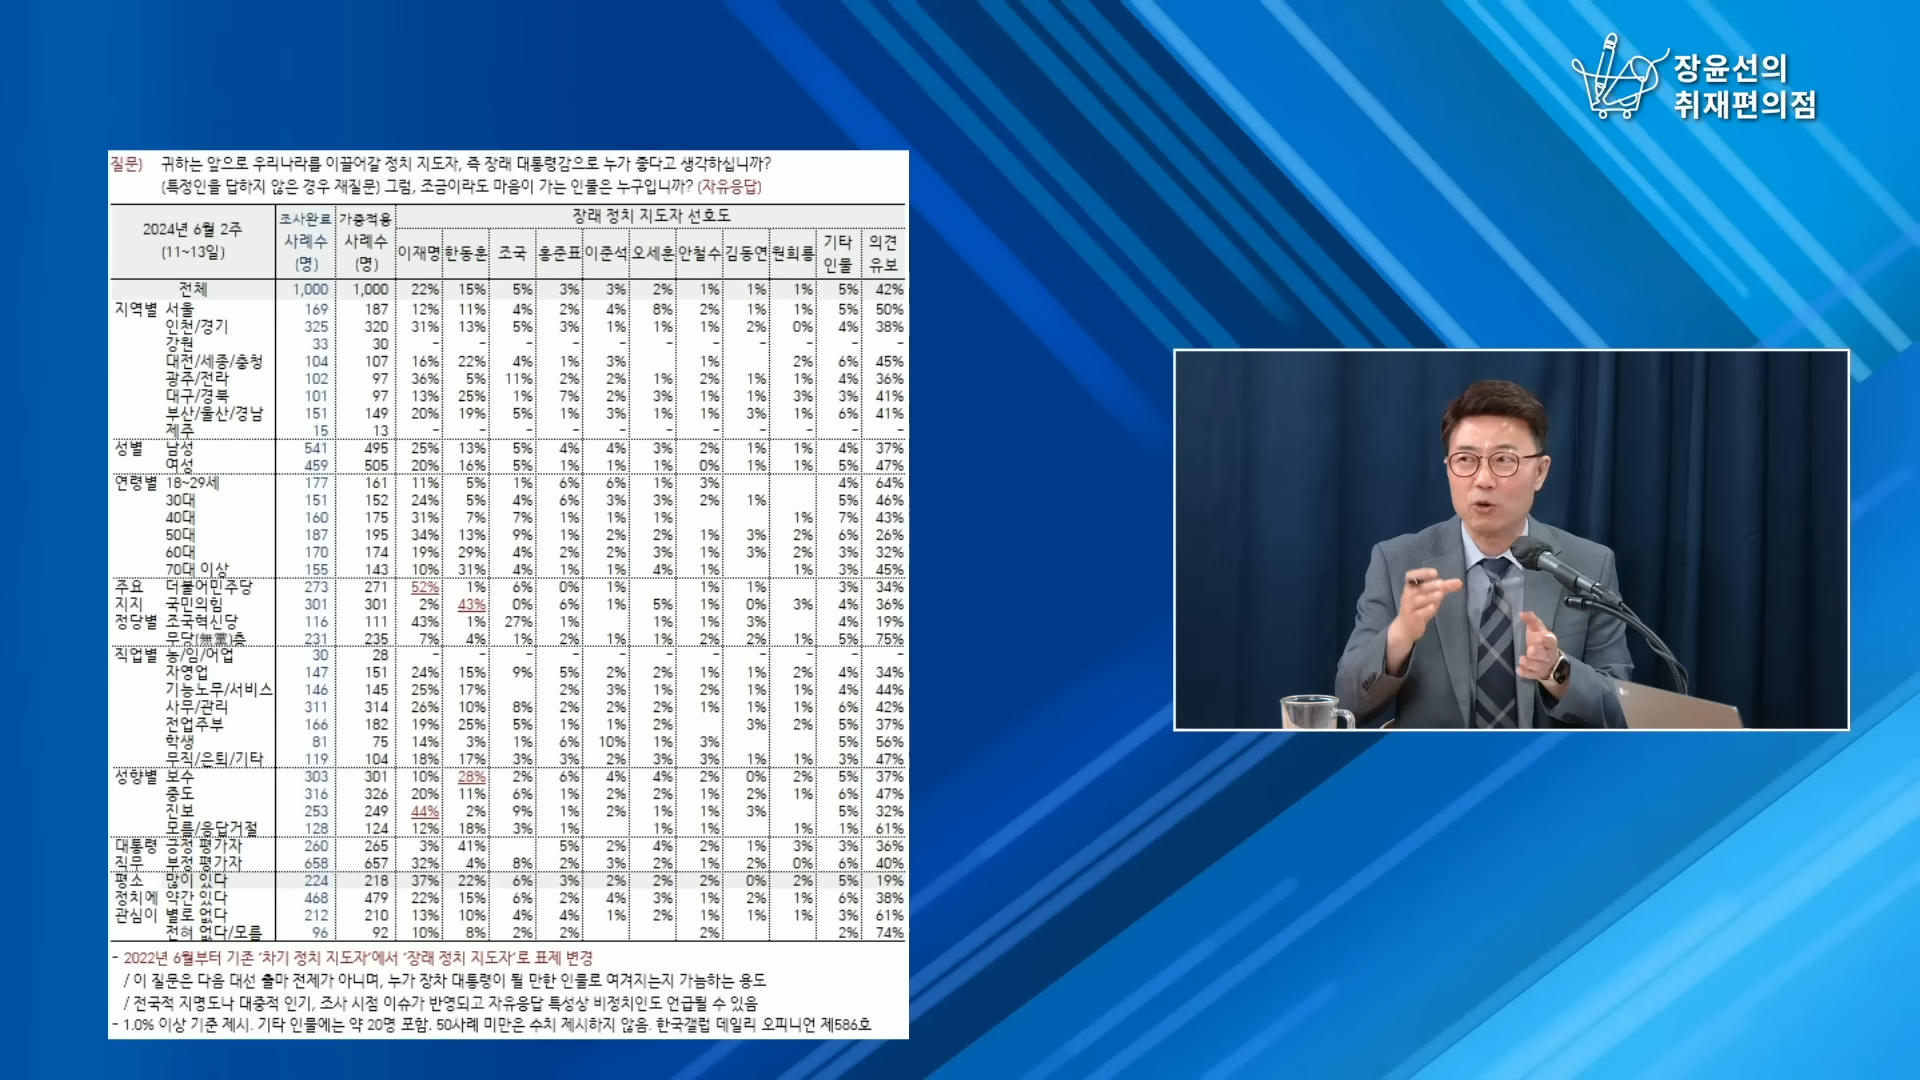 장윤선의
취재편의점
질문) 귀하는 앞으로 우리나라를 이끌어갈 정치 지도자, 즉 장래 대통령감으로 누가 좋다고 생각하십니까?
(특정인을 답하지 않은 경우 재질문) 그럼, 조금이라도 마음이 가는 인물은 누구입니까? (자유응답)
2024년 6월 2주
(11~13일)
조사완료 사례수 (명)
가중적용 사례수 (명)
장래 정치 지도자 선호도
이재명 한동훈 조국 홍준표 이준석 오세훈 안철수 김동연 원희룡 기타 인물 의견 유보
전체 1,000 1,000 22% 15% 5% 3% 3% 2% 1% 1% 1% 5% 42%
지역별 서울 169 187 12% 11% 4% 2% 4% 8% 2% 1% 1% 5% 50%
인천/경기 325 320 31% 13% 5% 3% 1% 1% 1% 2% 0% 4% 38%
강원 33 30 - - - - - - - - - - -
대전/세종/충청 104 107 16% 22% 4% 1% 3% 1% 2% 6% 45%
광주/전라 102 97 36% 5% 11% 2% 2% 1% 2% 1% 1% 4% 36%
대구/경북 101 97 13% 25% 1% 7% 2% 3% 1% 1% 3% 3% 41%
부산/울산/경남 151 149 20% 19% 5% 1% 3% 1% 1% 3% 1% 6% 41%
제주 15 13 - - - - - - - - - - -
성별 남성 541 495 25% 13% 5% 4% 4% 3% 2% 1% 1% 4% 37%
여성 459 505 20% 16% 5% 1% 1% 1% 0% 1% 1% 5% 47%
연령별 18~29세 177 161 11% 5% 1% 6% 6% 1% 3% 4% 64%
30대 151 152 24% 5% 4% 6% 3% 3% 2% 1% 5% 46%
40대 160 175 31% 7% 7% 1% 1% 1% 1% 7% 43%
50대 187 195 34% 13% 9% 1% 2% 2% 1% 3% 2% 6% 26%
60대 170 174 19% 29% 4% 2% 2% 3% 1% 3% 2% 3% 32%
70대 이상 155 143 10% 31% 4% 1% 1% 4% 1% 1% 3% 45%
주요 더불어민주당 273 271 52% 1% 6% 0% 1% 1% 1% 3% 34%
지지 국민의힘 301 301 2% 43% 0% 6% 1% 5% 1% 0% 3% 4% 36%
정당별 조국혁신당 116 111 43% 1% 27% 1% 1% 1% 3% 4% 19%
무당(無黨)층 231 235 7% 4% 1% 2% 1% 1% 2% 2% 1% 5% 75%
직업별 농/임/어업 30 28 - - - - - - - - - - -
자영업 147 151 24% 15% 9% 5% 2% 2% 1% 1% 2% 4% 34%
기능노무/서비스 146 145 25% 17% 2% 3% 1% 2% 1% 1% 4% 44%
사무/관리 311 314 26% 10% 8% 2% 2% 2% 1% 1% 1% 6% 42%
전업주부 166 182 19% 25% 5% 1% 1% 2% 3% 2% 5% 37%
학생 81 75 14% 3% 1% 6% 10% 1% 3% 5% 56%
무직/은퇴/기타 119 104 18% 17% 3% 3% 2% 3% 3% 1% 1% 3% 47%
성향별 보수 303 301 10% 28% 2% 6% 4% 4% 2% 0% 2% 5% 37%
중도 316 326 20% 11% 6% 1% 2% 2% 1% 2% 1% 6% 47%
진보 253 249 44% 2% 9% 1% 2% 1% 1% 3% 5% 32%
모름/응답거절 128 124 12% 18% 3% 1% 1% 1% 1% 1% 61%
대통령 긍정 평가자 260 265 3% 41% 5% 2% 4% 2% 1% 3% 3% 36%
직무 부정 평가자 658 657 32% 4% 8% 2% 3% 2% 1% 2% 0% 6% 40%
평소 많이 있다 224 218 37% 22% 6% 3% 2% 2% 2% 0% 2% 5% 19%
정치에 약간 있다 468 479 22% 15% 6% 2% 4% 3% 1% 2% 1% 6% 38%
관심이 별로 없다 212 210 13% 10% 4% 4% 1% 2% 1% 1% 1% 3% 61%
전혀 없다/모름 96 92 10% 8% 2% 2% 2% 2% 74%
- 2022년 6월부터 기존 '차기 정치 지도자'에서 '장래 정치 지도자'로 표제 변경
/ 이 질문은 다음 대선 출마 전제가 아니며, 누가 장차 대통령이 될 만한 인물로 여겨지는지 가늠하는 용도
/ 전국적 지명도나 대중적 인기, 조사 시점 이슈가 반영되고 자유응답 특성상 비정치인도 언급될 수 있음
- 1.0% 이상 기준 제시. 기타 인물에는 약 20명 포함. 50사례 미만은 수치 제시하지 않음. 한국갤럽 데일리 오피니언 제586호